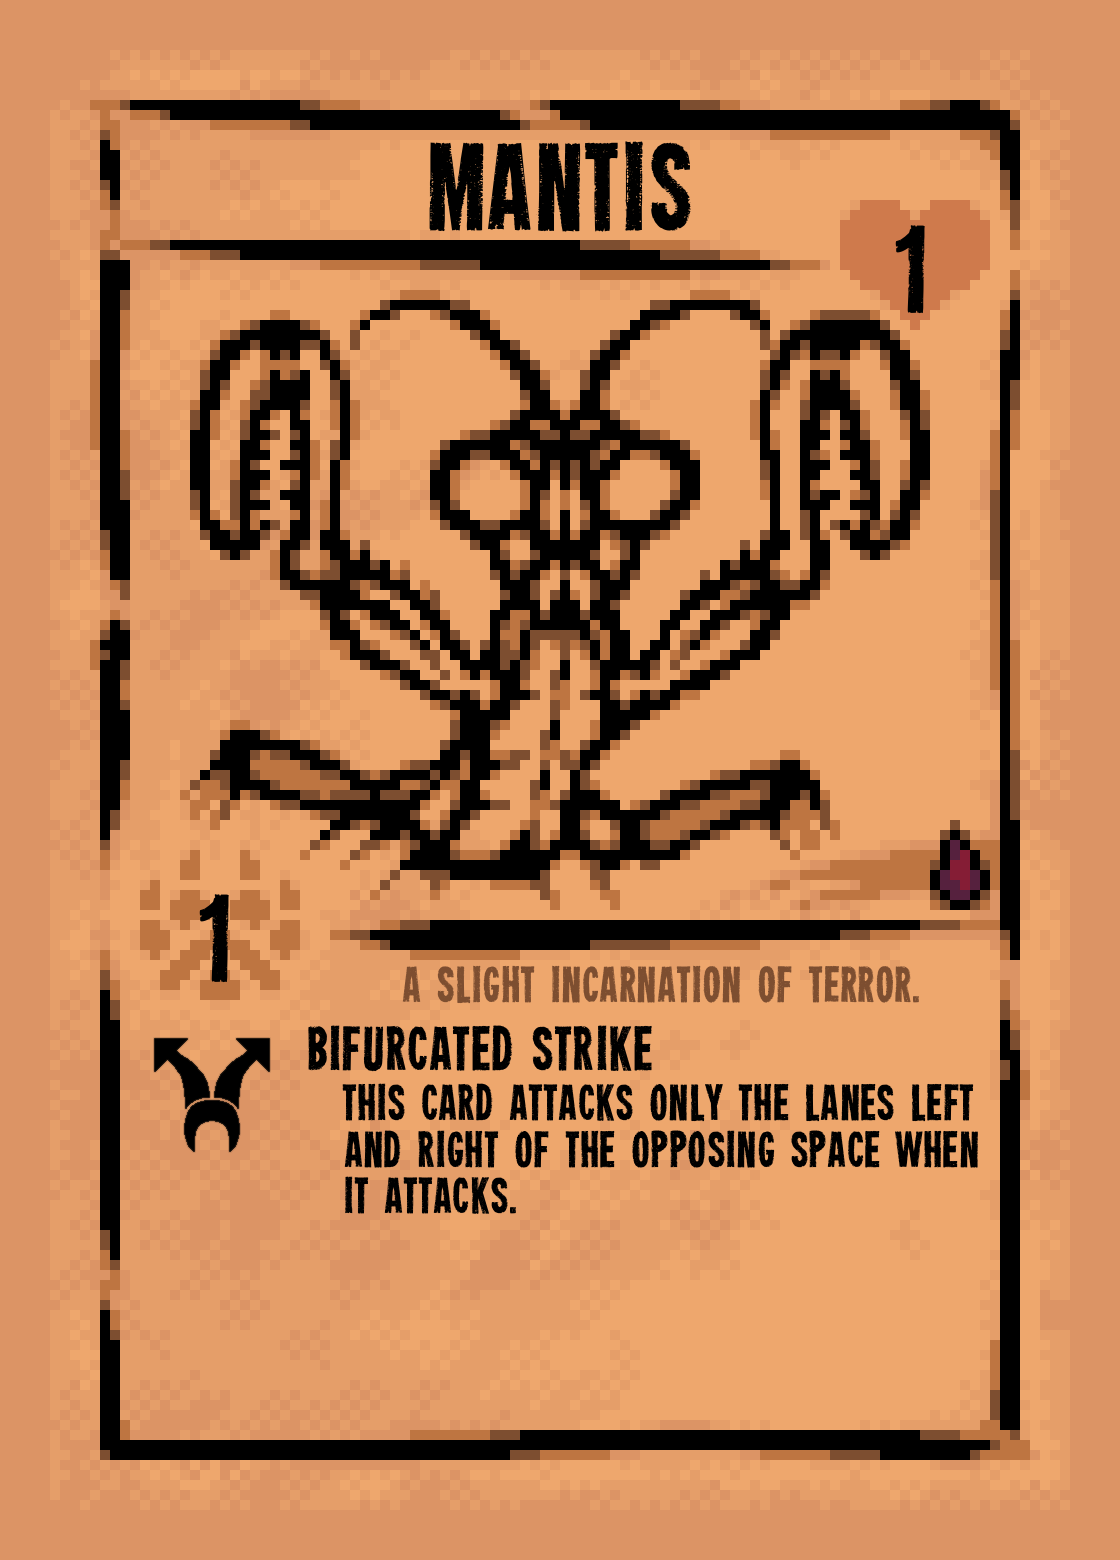 MANTIS
1
1
A SLIGHT INCARNATION OF TERROR.
BIFURCATED STRIKE
THIS CARD ATTACKS ONLY THE LANES LEFT
AND RIGHT OF THE OPPOSING SPACE WHEN
IT ATTACKS.